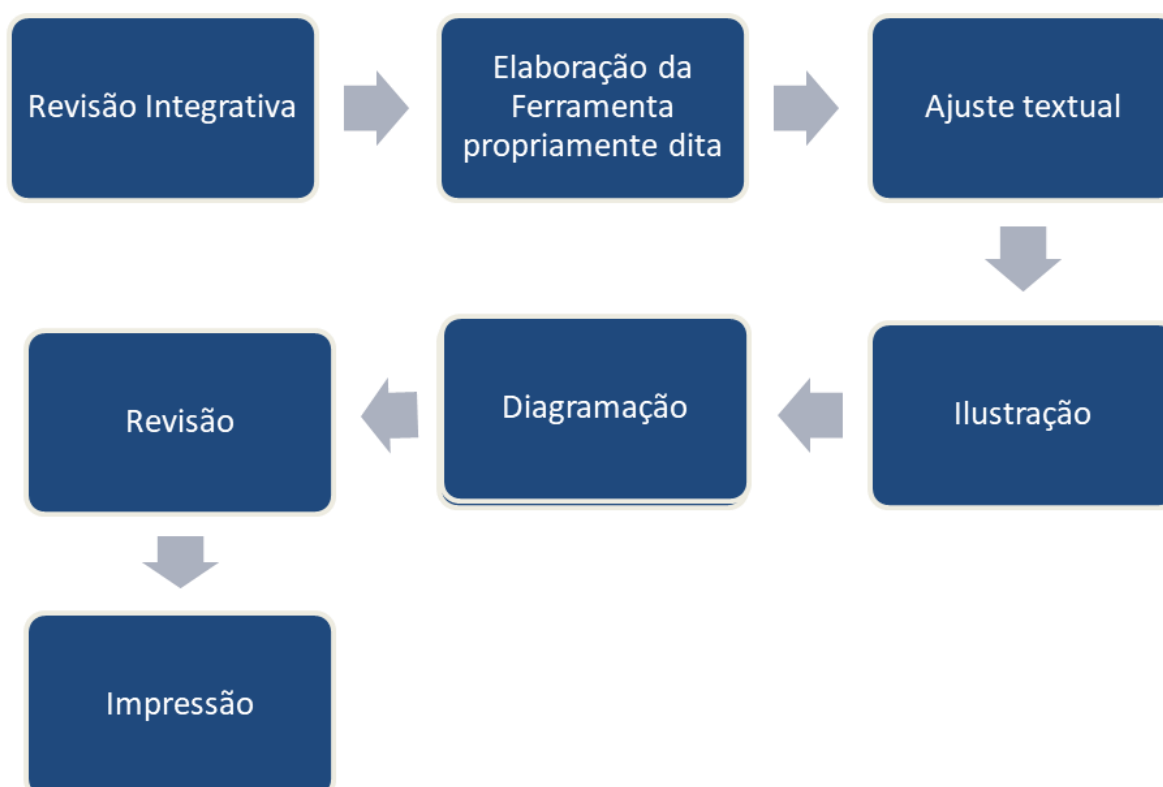 Revisão Integrativa
Elaboração da
Ferramenta
propriamente dita
Ajuste textual
Ilustração
Diagramação
Revisão
Impressão